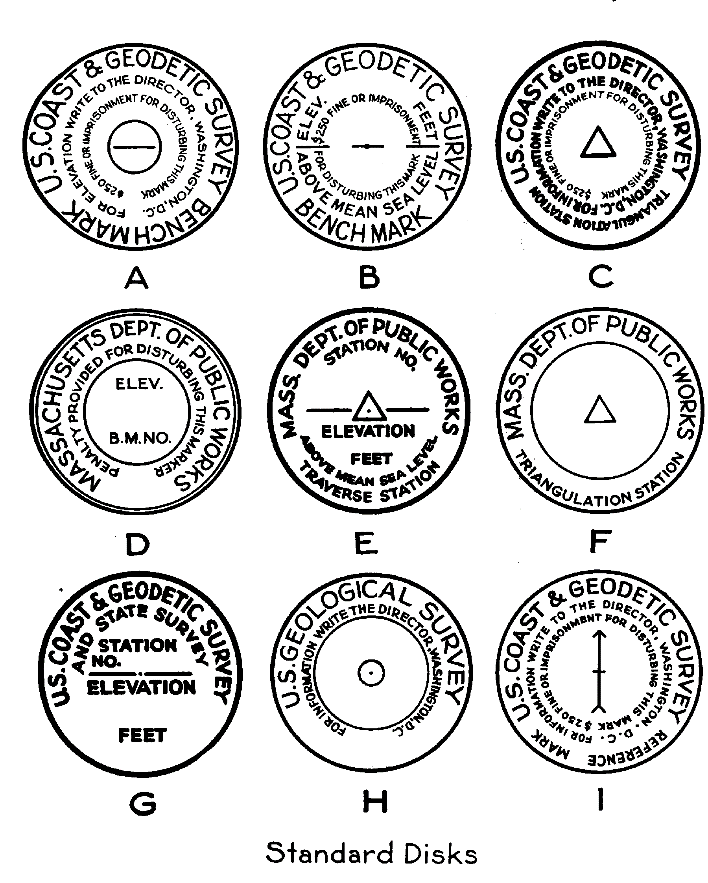 U.S. COAST & GEODETIC SURVEY BENCH MARK
FOR ELEVATION WRITE TO THE DIRECTOR, WASHINGTON, D.C.
$250 FINE OR IMPRISONMENT FOR DISTURBING THIS MARK
A
U.S. COAST & GEODETIC SURVEY
BENCH MARK
ELEV. FEET
$250 FINE OR IMPRISONMENT
FOR DISTURBING THIS MARK
ABOVE MEAN SEA LEVEL
B
U.S. COAST & GEODETIC SURVEY
TRIANGULATION STATION
FOR INFORMATION WRITE TO THE DIRECTOR, WASHINGTON, D.C.
$250 FINE OR IMPRISONMENT FOR DISTURBING THIS MARK
C
MASSACHUSETTS DEPT. OF PUBLIC WORKS
PENALTY PROVIDED FOR DISTURBING THIS MARKER
ELEV.
B.M. NO.
D
MASS. DEPT. OF PUBLIC WORKS
STATION NO.
ELEVATION
FEET
ABOVE MEAN SEA LEVEL
TRAVERSE STATION
E
MASS. DEPT. OF PUBLIC WORKS
TRIANGULATION STATION
F
U.S. COAST & GEODETIC SURVEY
AND STATE SURVEY
STATION
NO.
ELEVATION
FEET
G
U.S. GEOLOGICAL SURVEY
FOR INFORMATION WRITE THE DIRECTOR, WASHINGTON, D.C.
H
U.S. COAST & GEODETIC SURVEY
REFERENCE MARK
FOR INFORMATION WRITE TO THE DIRECTOR, WASHINGTON, D.C.
$250 FINE OR IMPRISONMENT FOR DISTURBING THIS MARK
I
Standard Disks